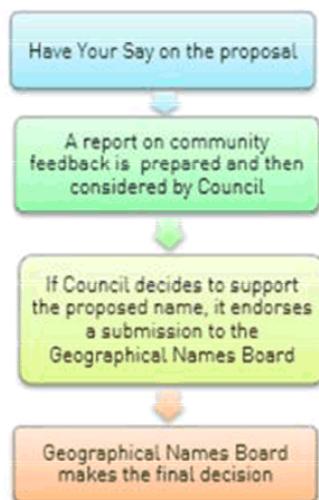 Have Your Say on the proposal
A report on community
feedback is prepared and then
considered by Council
If Council decides to support
the proposed name, it endorses
a submission to the
Geographical Names Board
Geographical Names Board
makes the final decision